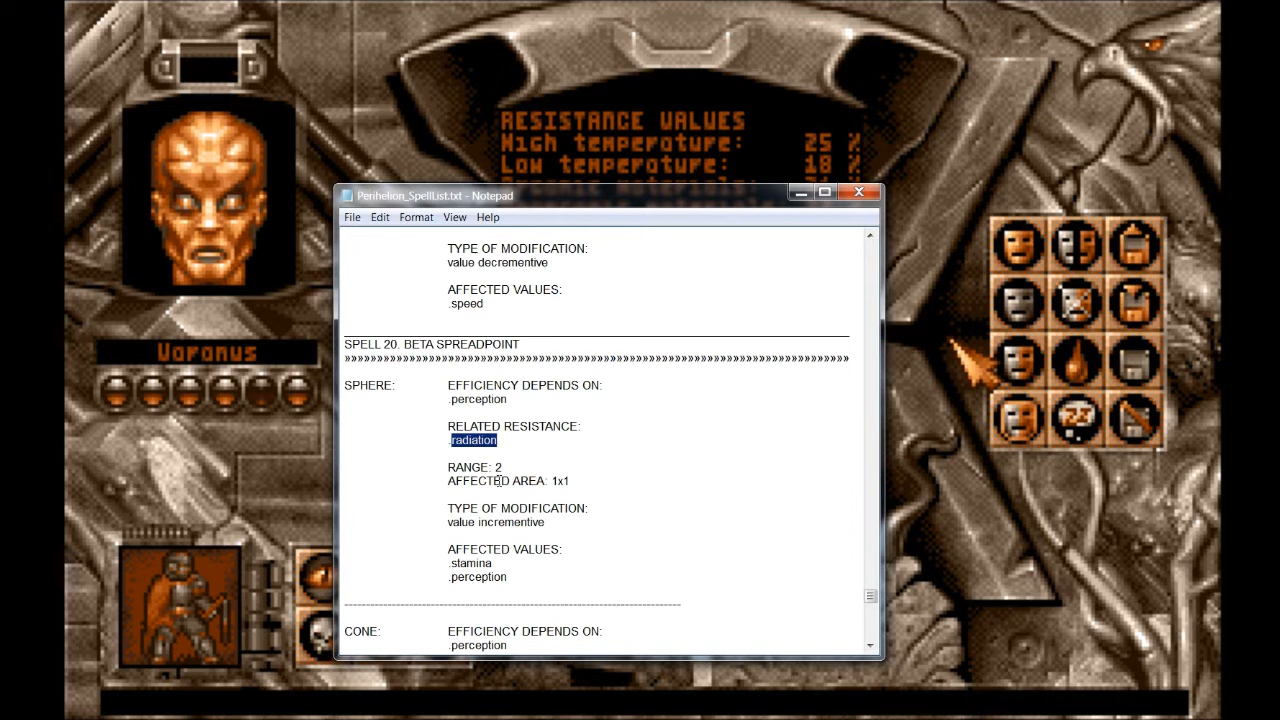 RESISTANCE VALUES
High temperature: 25 %
Low temperature: 18 %
Perihelion_SpellList.txt - Notepad
File Edit Format View Help
TYPE OF MODIFICATION:
value decrementive
AFFECTED VALUES:
.speed
SPELL 20. BETA SPREADPOINT
»»»»»»»»»»»»»»»»»»»»»»»»»»»»»»»»»»»»»»»»»»»»»»»»»»»»»»»»»»»»»»»»»»»»»»»»»»»»»
SPHERE: EFFICIENCY DEPENDS ON:
.perception
RELATED RESISTANCE:
.radiation
RANGE: 2
AFFECTED AREA: 1x1
TYPE OF MODIFICATION:
value incrementive
AFFECTED VALUES:
.stamina
.perception
--------------------------------------------------------------------------------
CONE: EFFICIENCY DEPENDS ON:
.perception
Varanus